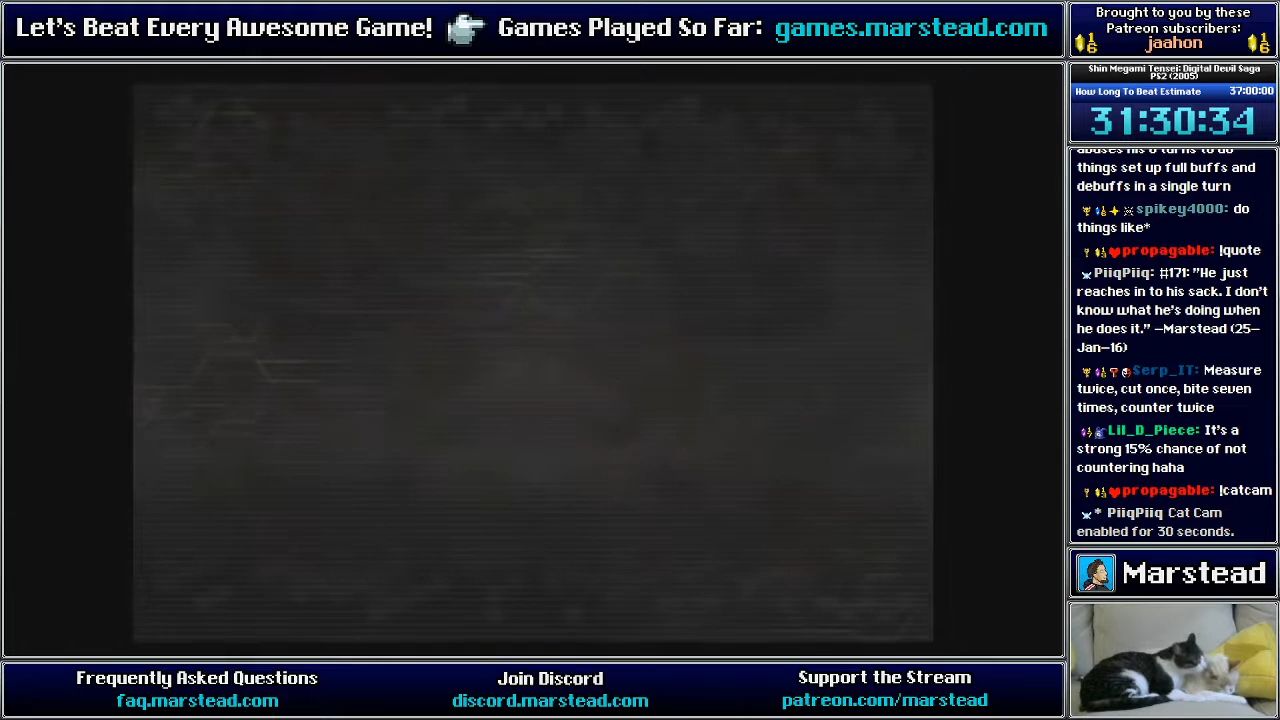 Let's Beat Every Awesome Game! Games Played So Far: games.marstead.com
Brought to you by these
Patreon subscribers:
jaahon
Shin Megami Tensei: Digital Devil Saga
PS2 (2005)
How Long To Beat Estimate 37:00:00
31:30:34
abuses his 8 turns to do
things set up full buffs and
debuffs in a single turn
spikey4000: do
things like*
propagable: !quote
PiiqPiiq: #171: "He just
reaches in to his sack. I don't
know what he's doing when
he does it." -Marstead (25-
Jan-16)
Serp_IT: Measure
twice, cut once, bite seven
times, counter twice
Lil_D_Piece: It's a
strong 15% chance of not
countering haha
propagable: !catcam
* PiiqPiiq Cat Cam
enabled for 30 seconds.
Marstead
Frequently Asked Questions
faq.marstead.com
Join Discord
discord.marstead.com
Support the Stream
patreon.com/marstead